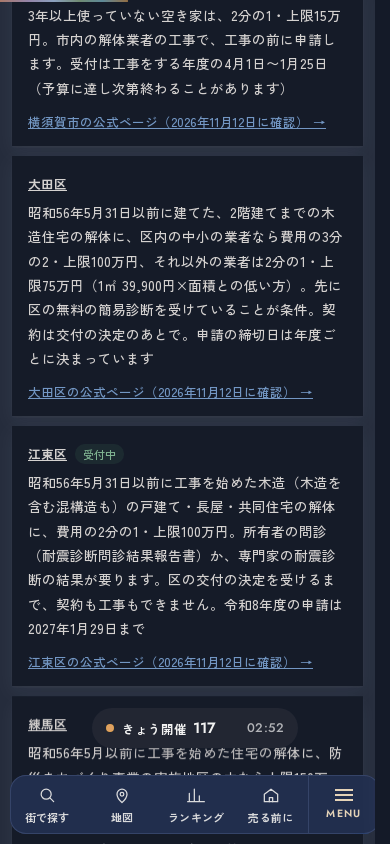 3年以上使っていない空き家は、2分の1・上限15万
円。市内の解体業者の工事で、工事の前に申請し
ます。受付は工事をする年度の4月1日〜1月25日
（予算に達し次第終わることがあります）
横須賀市の公式ページ（2026年11月12日に確認） →
大田区
昭和56年5月31日以前に建てた、2階建てまでの木
造住宅の解体に、区内の中小の業者なら費用の3分
の2・上限100万円、それ以外の業者は2分の1・上
限75万円（1㎡ 39,900円×面積との低い方）。先に
区の無料の簡易診断を受けていることが条件。契
約は交付の決定のあとで。申請の締切日は年度ご
とに決まっています
大田区の公式ページ（2026年11月12日に確認） →
江東区 受付中
昭和56年5月31日以前に工事を始めた木造（木造を
含む混構造も）の戸建て・長屋・共同住宅の解体
に、費用の2分の1・上限100万円。所有者の問診
（耐震診断問診結果報告書）か、専門家の耐震診
断の結果が要ります。区の交付の決定を受けるま
で、契約も工事もできません。令和8年度の申請は
2027年1月29日まで
江東区の公式ページ（2026年11月12日に確認） →
練馬区
きょう開催 117 02:52
昭和56年5月以前に工事を始めた住宅の解体に、防
街で探す 地図 ランキング 売る前に MENU